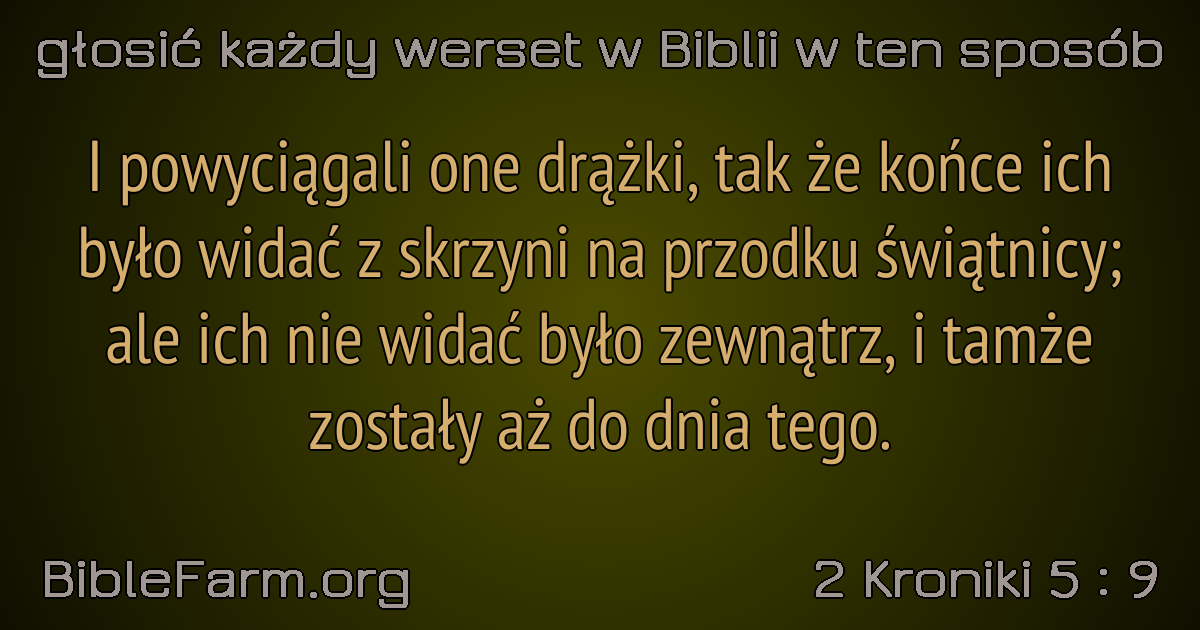 głosić każdy werset w Biblii w ten sposób
I powyciągali one drążki, tak że końce ich
było widać z skrzyni na przodku świątnicy;
ale ich nie widać było zewnątrz, i tamże
zostały aż do dnia tego.
BibleFarm.org
2 Kroniki 5 : 9